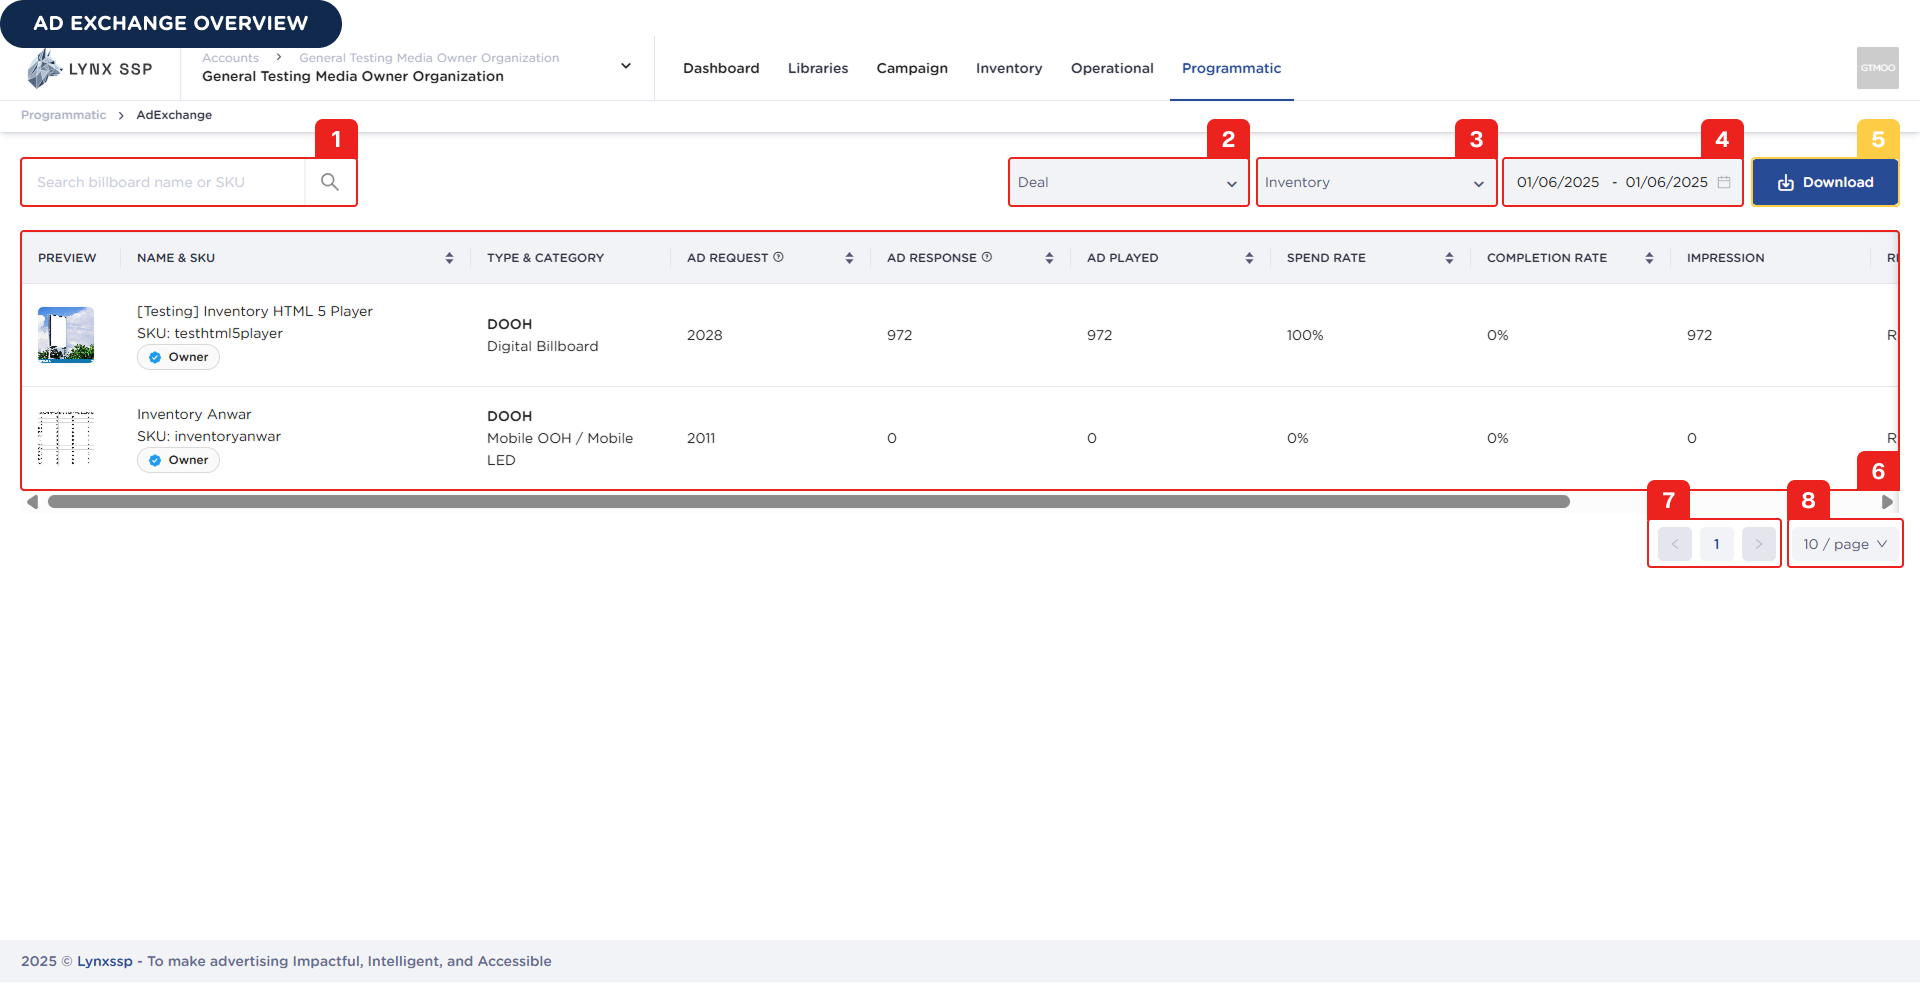 AD EXCHANGE OVERVIEW
LYNX SSP
Accounts > General Testing Media Owner Organization
General Testing Media Owner Organization
Dashboard Libraries Campaign Inventory Operational Programmatic
GTMOO
Programmatic > AdExchange
1
2
3
4
5
Search billboard name or SKU
Deal
Inventory
01/06/2025 - 01/06/2025
Download
PREVIEW NAME & SKU TYPE & CATEGORY AD REQUEST AD RESPONSE AD PLAYED SPEND RATE COMPLETION RATE IMPRESSION
[Testing] Inventory HTML 5 Player
SKU: testhtml5player
Owner
DOOH
Digital Billboard
2028 972 972 100% 0% 972 R
Inventory Anwar
SKU: inventoryanwar
Owner
DOOH
Mobile OOH / Mobile
LED
2011 0 0 0% 0% 0 R
6
7
8
< 1 >
10 / page
2025 © Lynxssp - To make advertising Impactful, Intelligent, and Accessible